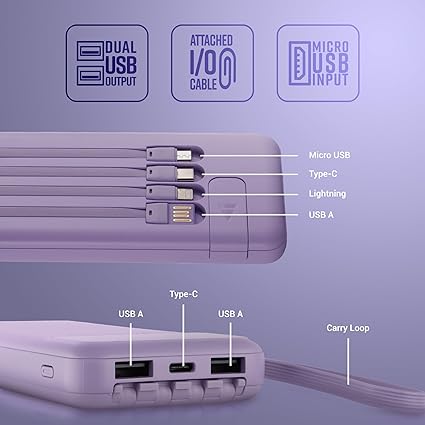 DUAL
USB
OUTPUT
ATTACHED
I/O
CABLE
MICRO
USB
INPUT
Micro USB
Type-C
Lightning
USB A
USB A
Type-C
USB A
Carry Loop